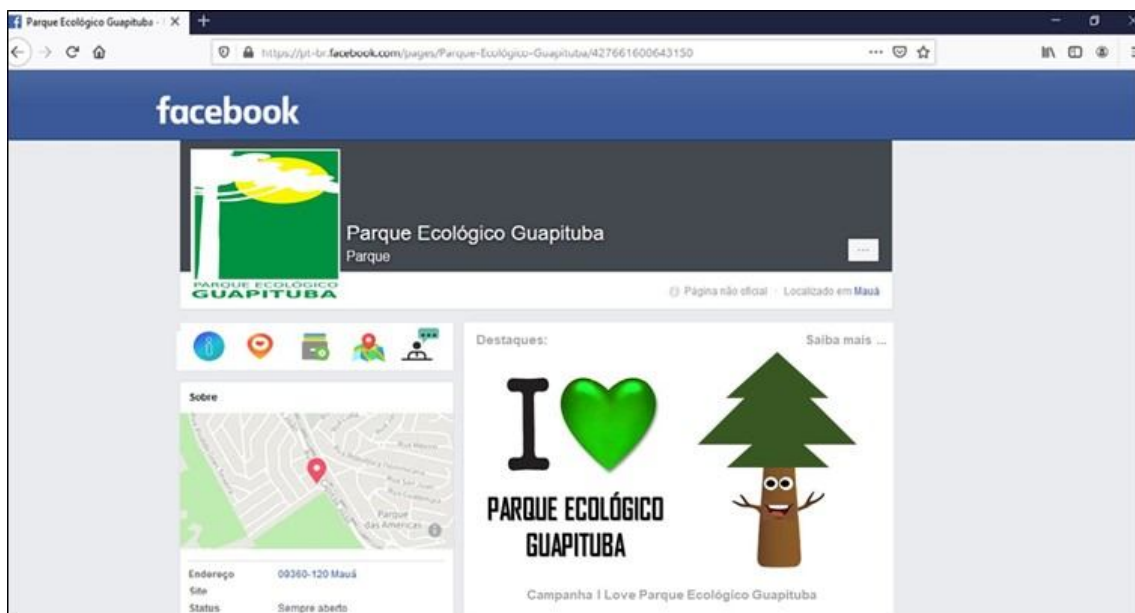 Parque Ecológico Guapituba -
https://pt-br.facebook.com/pages/Parque-Ecológico-Guapituba/427661600643150
facebook
Parque Ecológico Guapituba
Parque
PARQUE ECOLÓGICO
GUAPITUBA
Página não oficial · Localizado em Mauá
Destaques: Saiba mais ...
Sobre
I
PARQUE ECOLÓGICO
GUAPITUBA
Parque
das Américas
Endereço 09360-120 Mauá
Site
Status Sempre aberto
Campanha I Love Parque Ecológico Guapituba